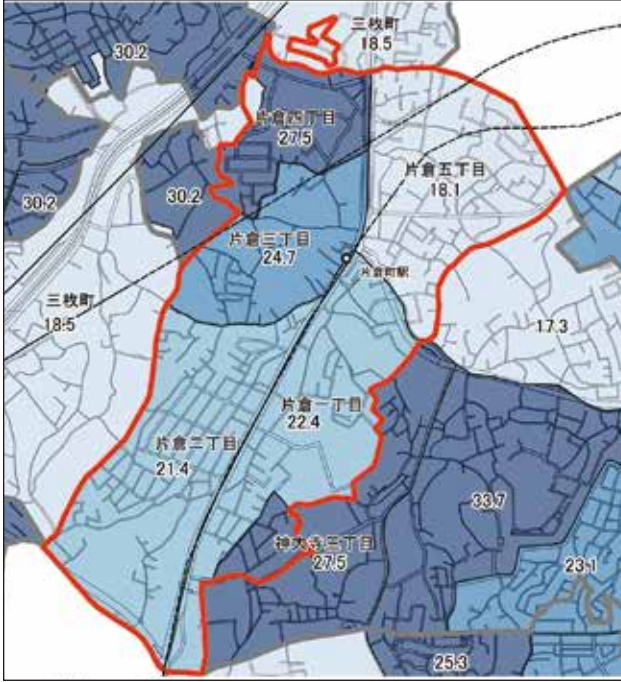 三枚町
18.5
30.2
片倉四丁目
27.5
片倉五丁目
18.1
30.2
30.2
片倉三丁目
24.7
片倉町駅
三枚町
18.5
17.3
片倉一丁目
22.4
片倉二丁目
21.4
33.7
神大寺三丁目
27.5
23.1
25.3